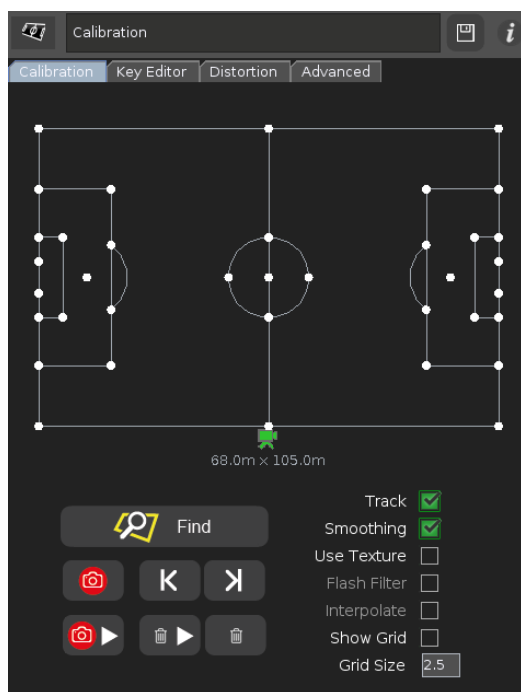 Calibration
Calibration Key Editor Distortion Advanced
68.0m × 105.0m
Track
Find
Smoothing
Use Texture
Flash Filter
Interpolate
Show Grid
Grid Size 2.5